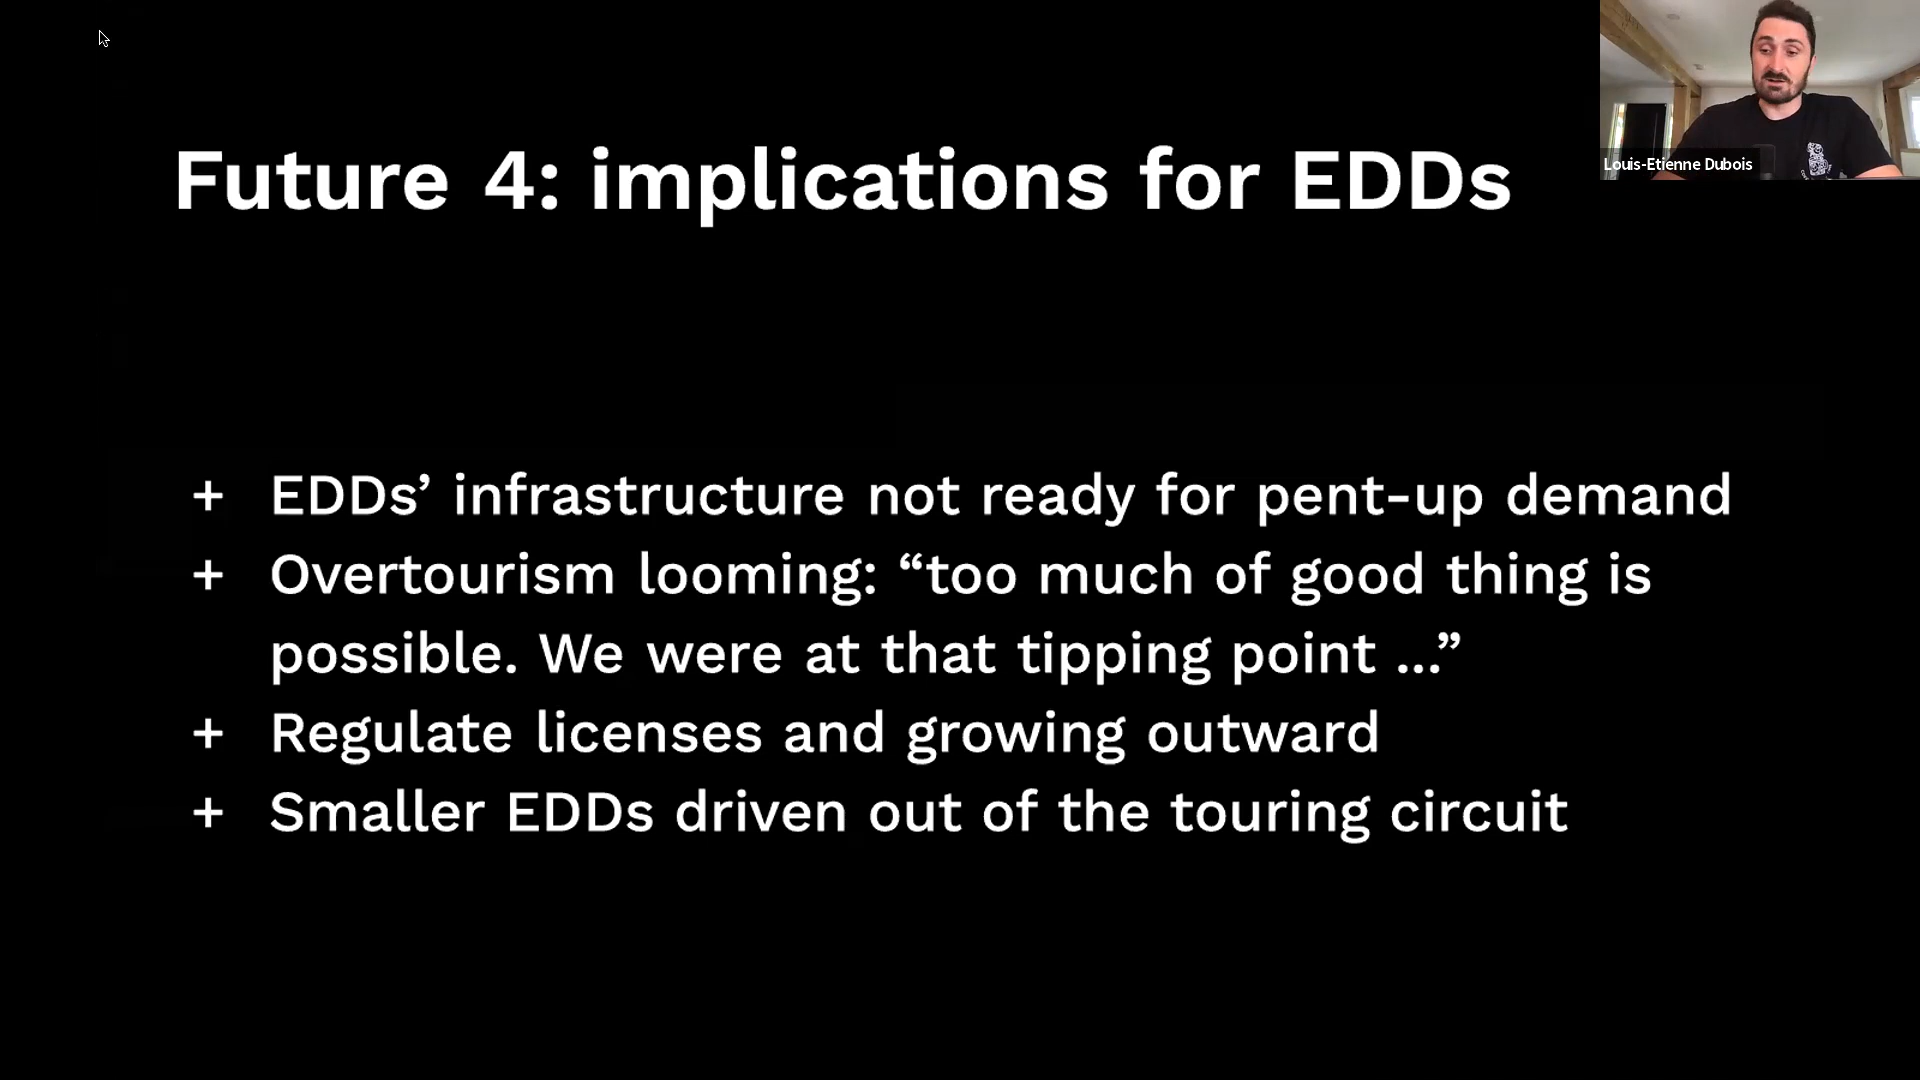 Louis-Etienne Dubois
Future 4: implications for EDDs
+ EDDs’ infrastructure not ready for pent-up demand
+ Overtourism looming: “too much of good thing is
possible. We were at that tipping point ...”
+ Regulate licenses and growing outward
+ Smaller EDDs driven out of the touring circuit